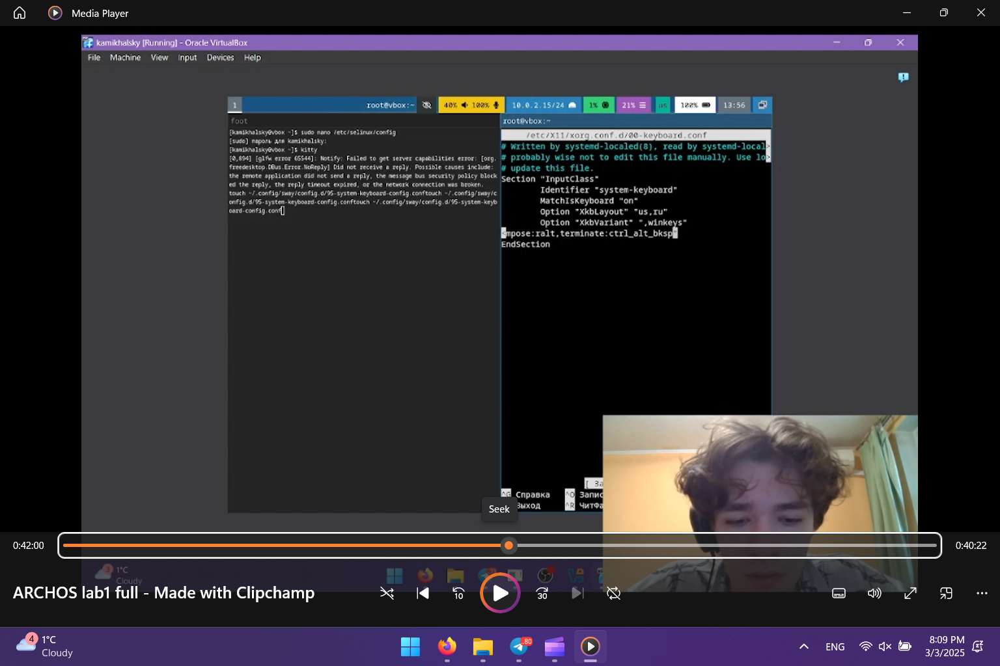 Media Player
kamikhalsky [Running] - Oracle VirtualBox
File Machine View Input Devices Help
1 root@vbox:~ 40% 100% 10.0.2.15/24 1% 21% us 100% 13:56
foot
[kamikhalsky@vbox ~]$ sudo nano /etc/selinux/config
[sudo] пароль для kamikhalsky:
[kamikhalsky@vbox ~]$ kitty
[0,894] [glfw error 65544]: Notify: Failed to get server capabilities error: [org.
freedesktop.DBus.Error.NoReply] Did not receive a reply. Possible causes include:
the remote application did not send a reply, the message bus security policy block
ed the reply, the reply timeout expired, or the network connection was broken.
touch ~/.config/sway/config.d/95-system-keyboard-config.conftouch ~/.config/sway/c
onfig.d/95-system-keyboard-config.conftouch ~/.config/sway/config.d/95-system-keyb
oard-config.conf
root@vbox:~
/etc/X11/xorg.conf.d/00-keyboard.conf
# Written by systemd-localed(8), read by systemd-local>
# probably wise not to edit this file manually. Use lo>
# update this file.
Section "InputClass"
Identifier "system-keyboard"
MatchIsKeyboard "on"
Option "XkbLayout" "us,ru"
Option "XkbVariant" ",winkeys"
<mpose:ralt,terminate:ctrl_alt_bksp"
EndSection
[ За
^G Справка ^O Запис
Выход ^R ЧитФа
Seek
0:42:00
0:40:22
3 1°C
Cloudy
ARCHOS lab1 full - Made with Clipchamp
10
30
4 1°C
Cloudy
..80
ENG
8:09 PM
3/3/2025